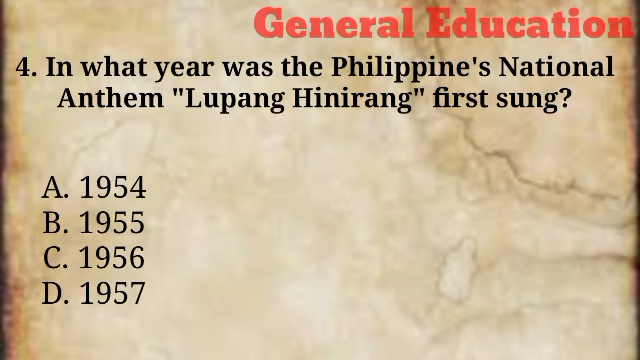 General Education
4. In what year was the Philippine's National
Anthem "Lupang Hinirang" first sung?
A. 1954
B. 1955
C. 1956
D. 1957